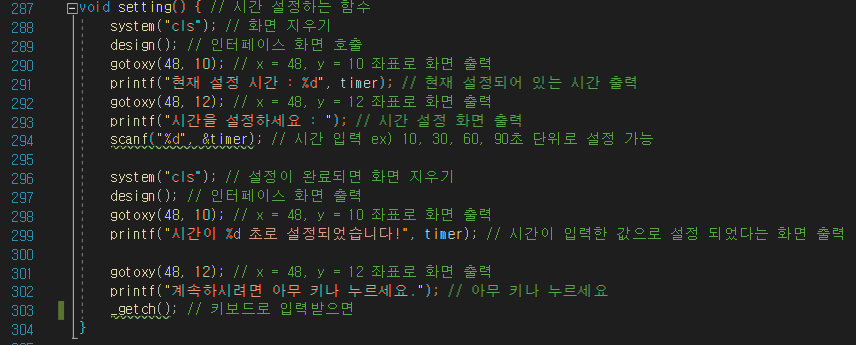 287 void setting() { // 시간 설정하는 함수
288 system("cls"); // 화면 지우기
289 design(); // 인터페이스 화면 호출
290 gotoxy(48, 10); // x = 48, y = 10 좌표로 화면 출력
291 printf("현재 설정 시간 : %d", timer); // 현재 설정되어 있는 시간 출력
292 gotoxy(48, 12); // x = 48, y = 12 좌표로 화면 출력
293 printf("시간을 설정하세요 : "); // 시간 설정 화면 출력
294 scanf("%d", &timer); // 시간 입력 ex) 10, 30, 60, 90초 단위로 설정 가능
295
296 system("cls"); // 설정이 완료되면 화면 지우기
297 design(); // 인터페이스 화면 출력
298 gotoxy(48, 10); // x = 48, y = 10 좌표로 화면 출력
299 printf("시간이 %d 초로 설정되었습니다!", timer); // 시간이 입력한 값으로 설정 되었다는 화면 출력
300
301 gotoxy(48, 12); // x = 48, y = 12 좌표로 화면 출력
302 printf("계속하시려면 아무 키나 누르세요."); // 아무 키나 누르세요
303 _getch(); // 키보드로 입력받으면
304 }